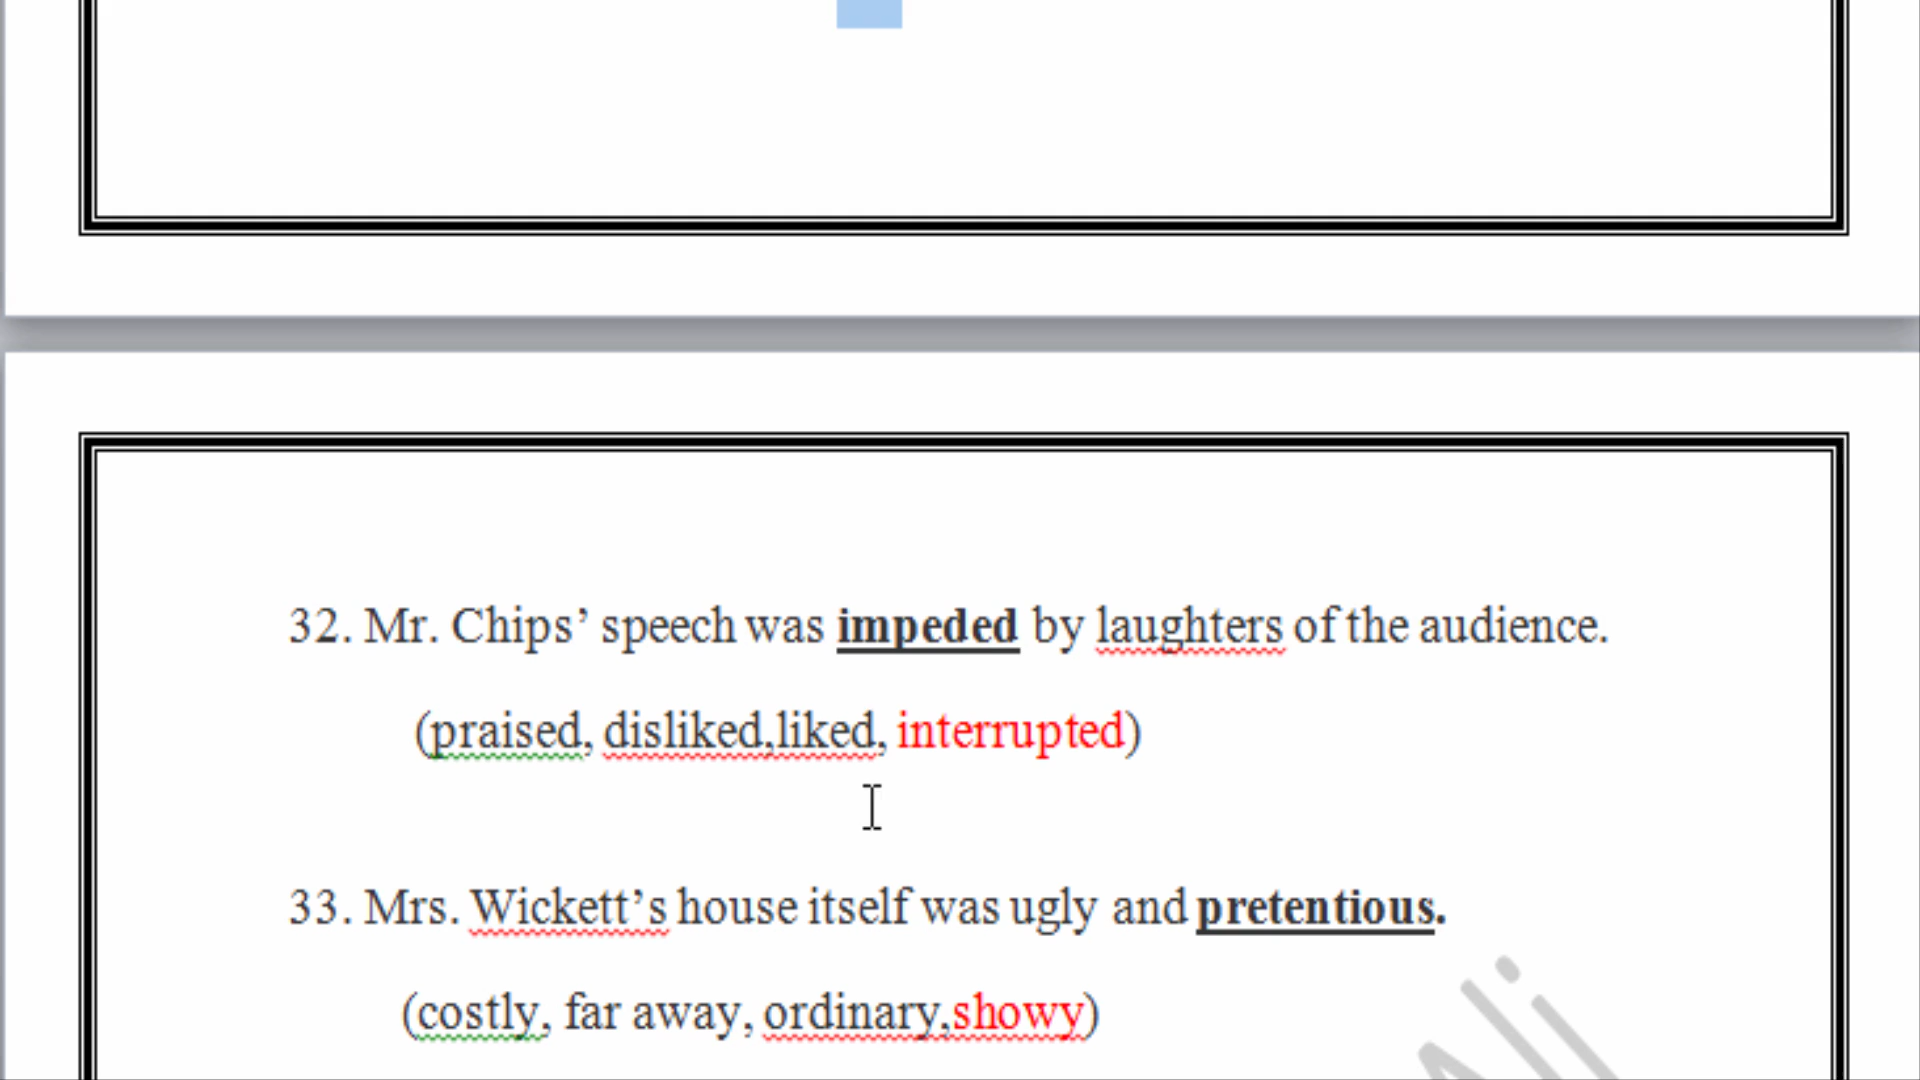 32. Mr. Chips’ speech was impeded by laughters of the audience.
(praised, disliked,liked, interrupted)
33. Mrs. Wickett’s house itself was ugly and pretentious.
(costly, far away, ordinary,showy)
Ali